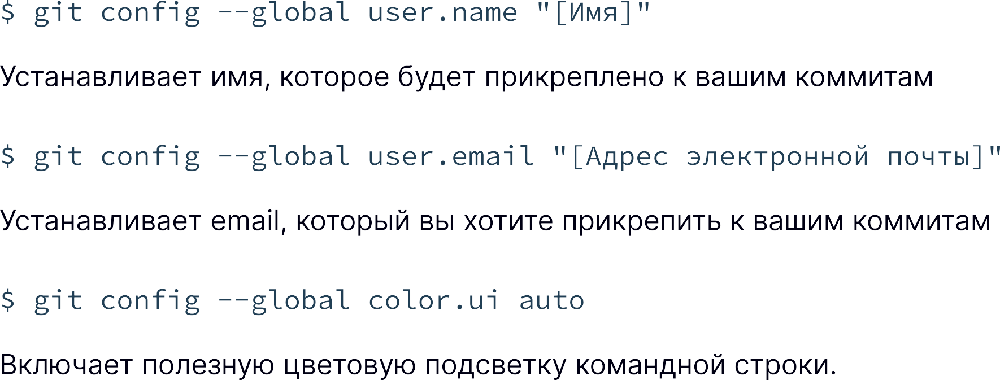 $ git config --global user.name "[Имя]"
Устанавливает имя, которое будет прикреплено к вашим коммитам
$ git config --global user.email "[Адрес электронной почты]"
Устанавливает email, который вы хотите прикрепить к вашим коммитам
$ git config --global color.ui auto
Включает полезную цветовую подсветку командной строки.